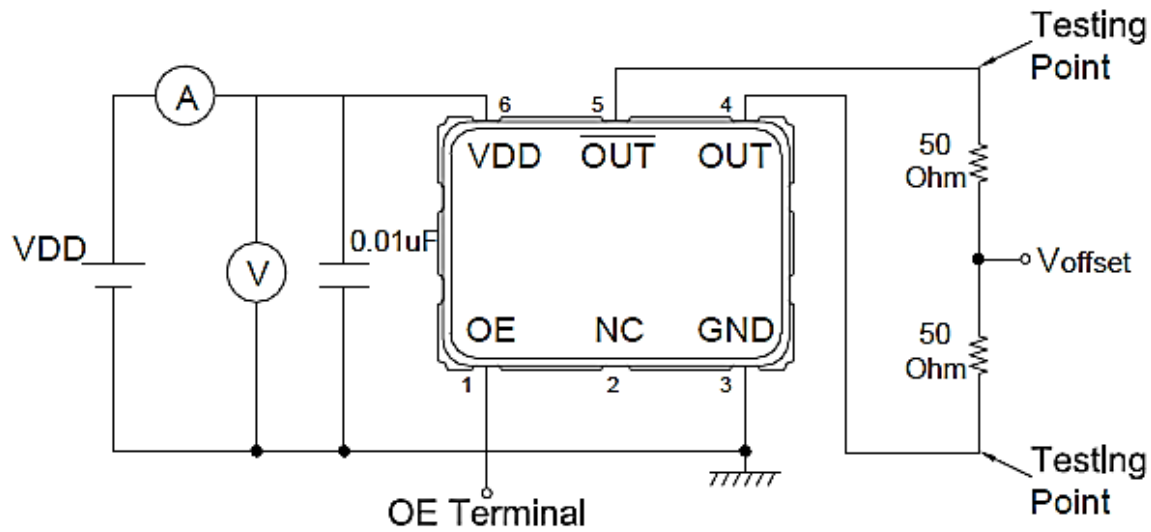 Testing
Point
A
6
5
4
VDD
O̅U̅T̅
OUT
50
Ohm
VDD
V
0.01uF
Voffset
OE
NC
GND
50
Ohm
1
2
3
OE Terminal
Testing
Point